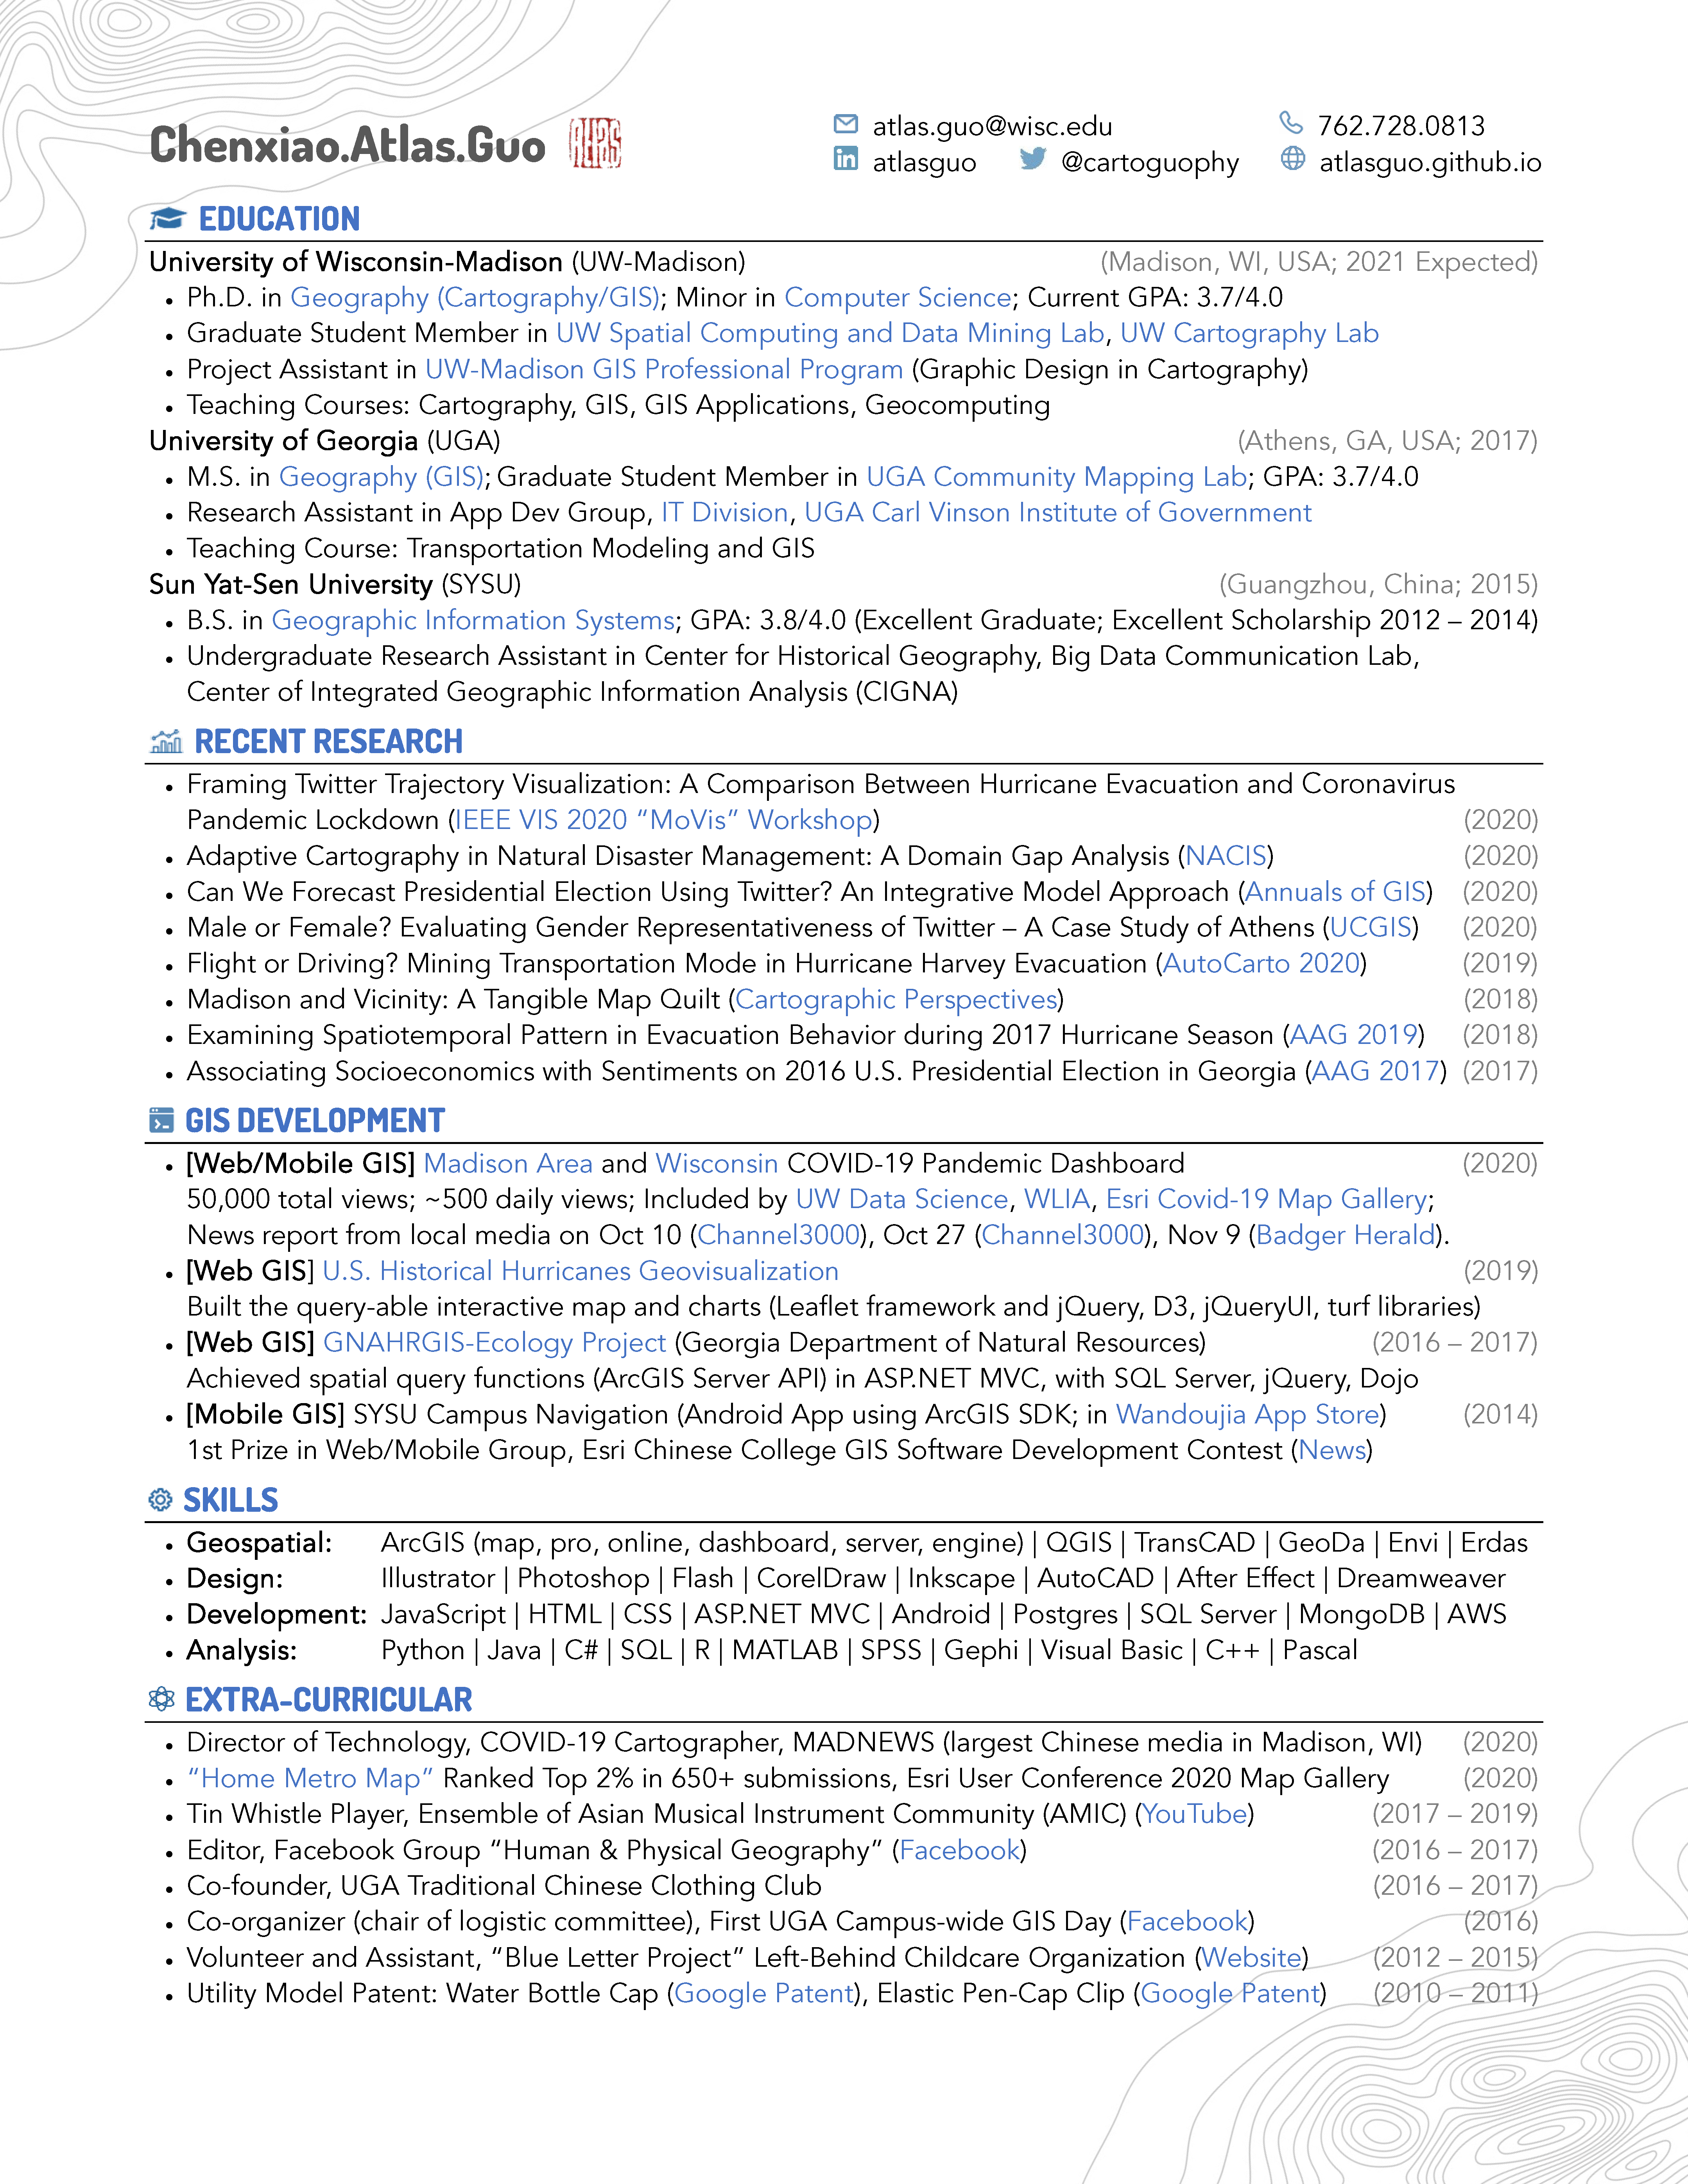 Chenxiao.Atlas.Guo
atlas.guo@wisc.edu 762.728.0813
atlasguo @cartoguophy atlasguo.github.io
EDUCATION
University of Wisconsin-Madison (UW-Madison) (Madison, WI, USA; 2021 Expected)
• Ph.D. in Geography (Cartography/GIS); Minor in Computer Science; Current GPA: 3.7/4.0
• Graduate Student Member in UW Spatial Computing and Data Mining Lab, UW Cartography Lab
• Project Assistant in UW-Madison GIS Professional Program (Graphic Design in Cartography)
• Teaching Courses: Cartography, GIS, GIS Applications, Geocomputing
University of Georgia (UGA) (Athens, GA, USA; 2017)
• M.S. in Geography (GIS); Graduate Student Member in UGA Community Mapping Lab; GPA: 3.7/4.0
• Research Assistant in App Dev Group, IT Division, UGA Carl Vinson Institute of Government
• Teaching Course: Transportation Modeling and GIS
Sun Yat-Sen University (SYSU) (Guangzhou, China; 2015)
• B.S. in Geographic Information Systems; GPA: 3.8/4.0 (Excellent Graduate; Excellent Scholarship 2012 – 2014)
• Undergraduate Research Assistant in Center for Historical Geography, Big Data Communication Lab,
Center of Integrated Geographic Information Analysis (CIGNA)
RECENT RESEARCH
• Framing Twitter Trajectory Visualization: A Comparison Between Hurricane Evacuation and Coronavirus
Pandemic Lockdown (IEEE VIS 2020 “MoVis” Workshop) (2020)
• Adaptive Cartography in Natural Disaster Management: A Domain Gap Analysis (NACIS) (2020)
• Can We Forecast Presidential Election Using Twitter? An Integrative Model Approach (Annuals of GIS) (2020)
• Male or Female? Evaluating Gender Representativeness of Twitter – A Case Study of Athens (UCGIS) (2020)
• Flight or Driving? Mining Transportation Mode in Hurricane Harvey Evacuation (AutoCarto 2020) (2019)
• Madison and Vicinity: A Tangible Map Quilt (Cartographic Perspectives) (2018)
• Examining Spatiotemporal Pattern in Evacuation Behavior during 2017 Hurricane Season (AAG 2019) (2018)
• Associating Socioeconomics with Sentiments on 2016 U.S. Presidential Election in Georgia (AAG 2017) (2017)
GIS DEVELOPMENT
• [Web/Mobile GIS] Madison Area and Wisconsin COVID-19 Pandemic Dashboard (2020)
50,000 total views; ~500 daily views; Included by UW Data Science, WLIA, Esri Covid-19 Map Gallery;
News report from local media on Oct 10 (Channel3000), Oct 27 (Channel3000), Nov 9 (Badger Herald).
• [Web GIS] U.S. Historical Hurricanes Geovisualization (2019)
Built the query-able interactive map and charts (Leaflet framework and jQuery, D3, jQueryUI, turf libraries)
• [Web GIS] GNAHRGIS-Ecology Project (Georgia Department of Natural Resources) (2016 – 2017)
Achieved spatial query functions (ArcGIS Server API) in ASP.NET MVC, with SQL Server, jQuery, Dojo
• [Mobile GIS] SYSU Campus Navigation (Android App using ArcGIS SDK; in Wandoujia App Store) (2014)
1st Prize in Web/Mobile Group, Esri Chinese College GIS Software Development Contest (News)
SKILLS
• Geospatial: ArcGIS (map, pro, online, dashboard, server, engine) | QGIS | TransCAD | GeoDa | Envi | Erdas
• Design: Illustrator | Photoshop | Flash | CorelDraw | Inkscape | AutoCAD | After Effect | Dreamweaver
• Development: JavaScript | HTML | CSS | ASP.NET MVC | Android | Postgres | SQL Server | MongoDB | AWS
• Analysis: Python | Java | C# | SQL | R | MATLAB | SPSS | Gephi | Visual Basic | C++ | Pascal
EXTRA-CURRICULAR
• Director of Technology, COVID-19 Cartographer, MADNEWS (largest Chinese media in Madison, WI) (2020)
• “Home Metro Map” Ranked Top 2% in 650+ submissions, Esri User Conference 2020 Map Gallery (2020)
• Tin Whistle Player, Ensemble of Asian Musical Instrument Community (AMIC) (YouTube) (2017 – 2019)
• Editor, Facebook Group “Human & Physical Geography” (Facebook) (2016 – 2017)
• Co-founder, UGA Traditional Chinese Clothing Club (2016 – 2017)
• Co-organizer (chair of logistic committee), First UGA Campus-wide GIS Day (Facebook) (2016)
• Volunteer and Assistant, “Blue Letter Project” Left-Behind Childcare Organization (Website) (2012 – 2015)
• Utility Model Patent: Water Bottle Cap (Google Patent), Elastic Pen-Cap Clip (Google Patent) (2010 – 2011)